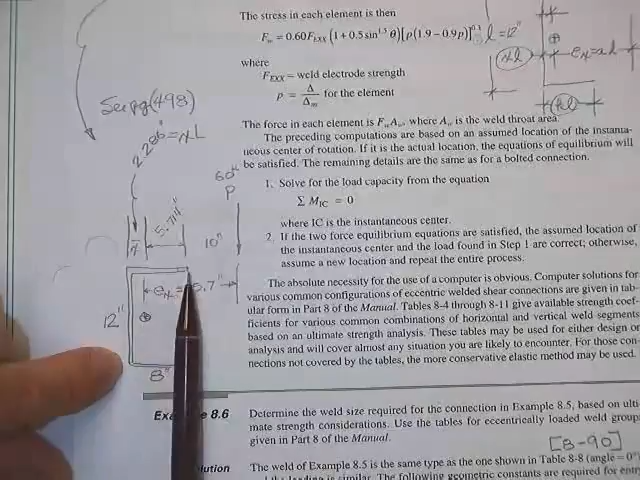 The stress in each element is then
F_w = 0.60F_EXX (1 + 0.5 sin^1.5 θ)[p(1.9 − 0.9p)]^0.3
l = 12"
where
F_EXX = weld electrode strength
p = Δ/Δ_m for the element
The force in each element is F_w A_w, where A_w is the weld throat area.
The preceding computations are based on an assumed location of the instanta-
neous center of rotation. If it is the actual location, the equations of equilibrium will
be satisfied. The remaining details are the same as for a bolted connection.
1. Solve for the load capacity from the equation
Σ M_IC = 0
where IC is the instantaneous center.
2. If the two force equilibrium equations are satisfied, the assumed location of
the instantaneous center and the load found in Step 1 are correct; otherwise,
assume a new location and repeat the entire process.
The absolute necessity for the use of a computer is obvious. Computer solutions for
various common configurations of eccentric welded shear connections are given in tab-
ular form in Part 8 of the Manual. Tables 8-4 through 8-11 give available strength coef-
ficients for various common combinations of horizontal and vertical weld segments
based on an ultimate strength analysis. These tables may be used for either design or
analysis and will cover almost any situation you are likely to encounter. For those con-
nections not covered by the tables, the more conservative elastic method may be used.
Determine the weld size required for the connection in Example 8.5, based on ulti-
mate strength considerations. Use the tables for eccentrically loaded weld groups
given in Part 8 of the Manual.
[8-90]
The weld of Example 8.5 is the same type as the one shown in Table 8-8 (angle = 0°)
(498)
2.286" = xL
5.714"
60k
P
10"
12"
8"
8.6